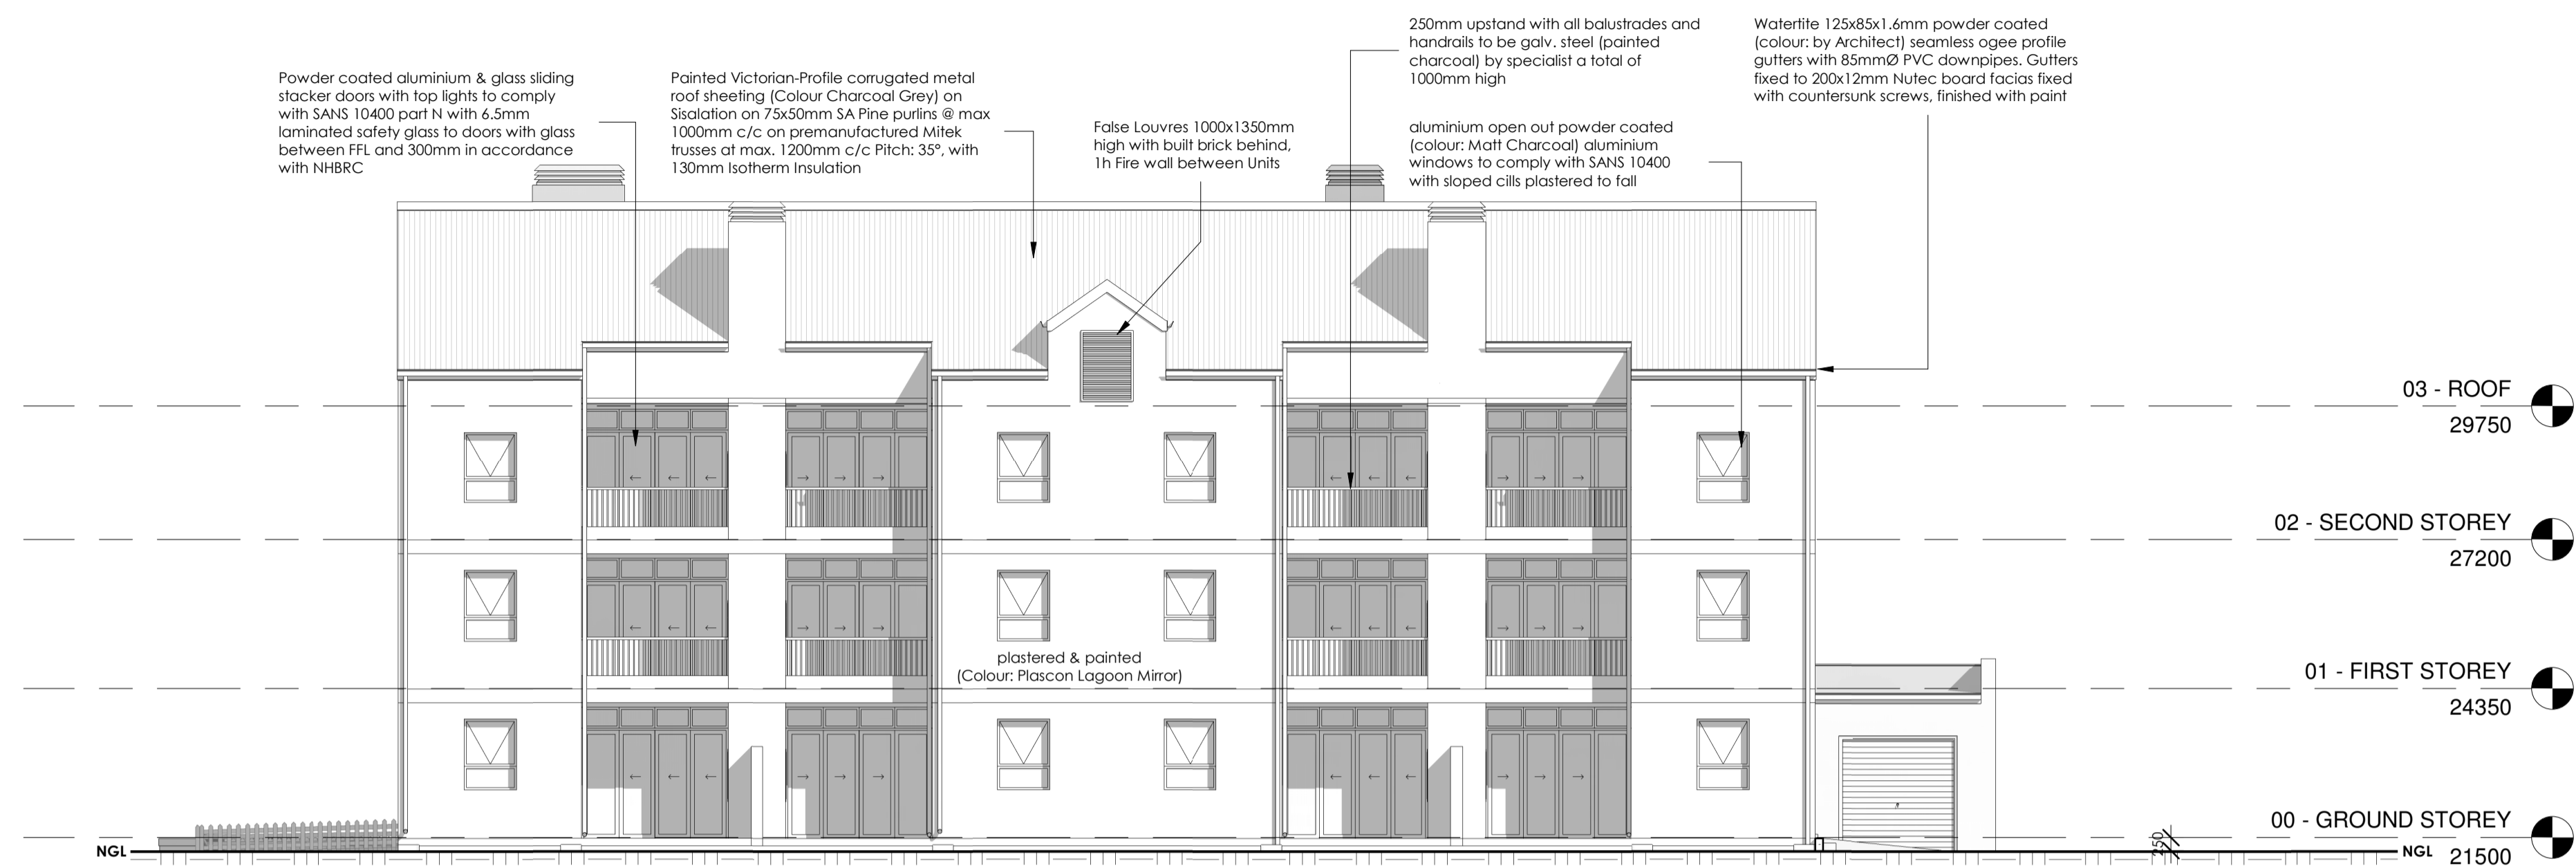 250mm upstand with all balustrades and
handrails to be galv. steel (painted
charcoal) by specialist a total of
1000mm high
Watertite 125x85x1.6mm powder coated
(colour: by Architect) seamless ogee profile
gutters with 85mmØ PVC downpipes. Gutters
fixed to 200x12mm Nutec board facias fixed
with countersunk screws, finished with paint
Powder coated aluminium & glass sliding
stacker doors with top lights to comply
with SANS 10400 part N with 6.5mm
laminated safety glass to doors with glass
between FFL and 300mm in accordance
with NHBRC
Painted Victorian-Profile corrugated metal
roof sheeting (Colour Charcoal Grey) on
Sisalation on 75x50mm SA Pine purlins @ max
1000mm c/c on premanufactured Mitek
trusses at max. 1200mm c/c Pitch: 35°, with
130mm Isotherm Insulation
False Louvres 1000x1350mm
high with built brick behind,
1h Fire wall between Units
aluminium open out powder coated
(colour: Matt Charcoal) aluminium
windows to comply with SANS 10400
with sloped cills plastered to fall
03 - ROOF
29750
02 - SECOND STOREY
27200
plastered & painted
(Colour: Plascon Lagoon Mirror)
01 - FIRST STOREY
24350
00 - GROUND STOREY
21500
250
NGL
NGL